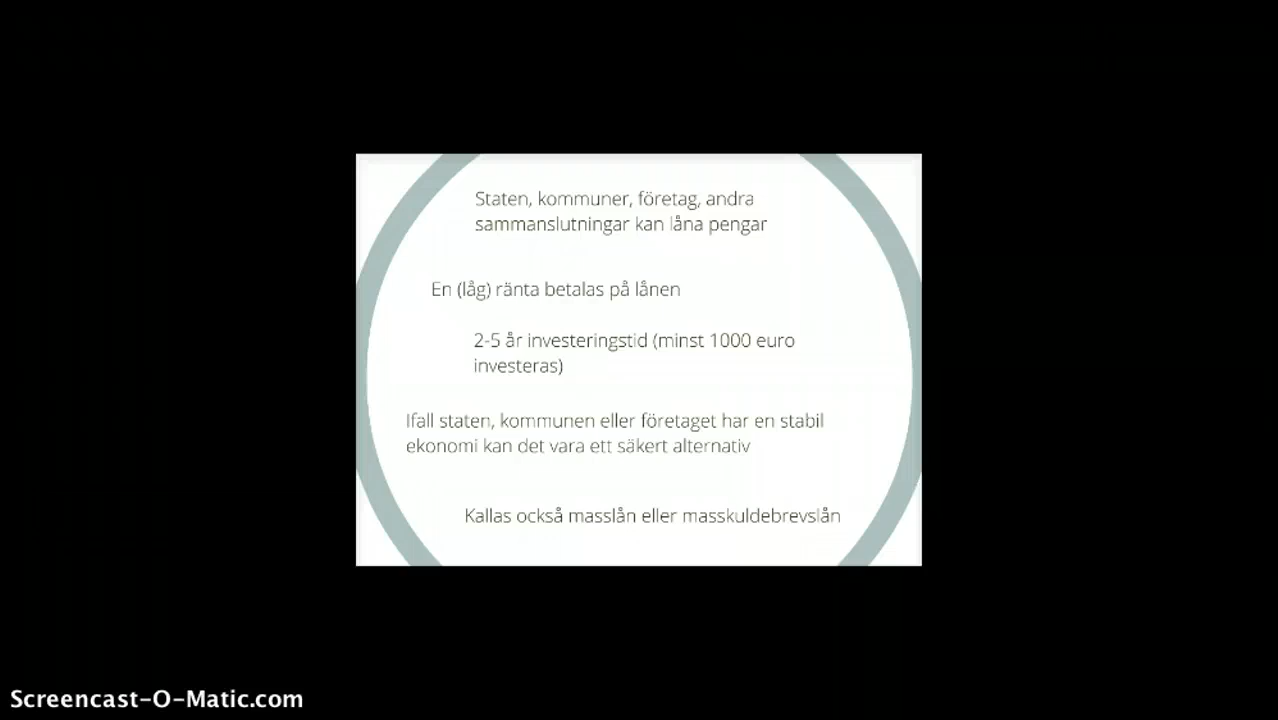 Staten, kommuner, företag, andra
sammanslutningar kan låna pengar
En (låg) ränta betalas på lånen
2-5 år investeringstid (minst 1000 euro
investeras)
Ifall staten, kommunen eller företaget har en stabil
ekonomi kan det vara ett säkert alternativ
Kallas också masslån eller masskuldebrevslån
Screencast-O-Matic.com